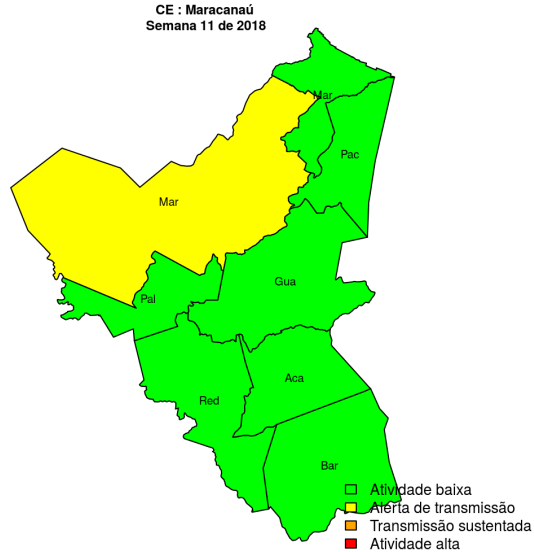 CE : Maracanaú
Semana 11 de 2018
Mar
Pac
Mar
Gua
Pal
Aca
Red
Bar
Atividade baixa
Alerta de transmissão
Transmissão sustentada
Atividade alta